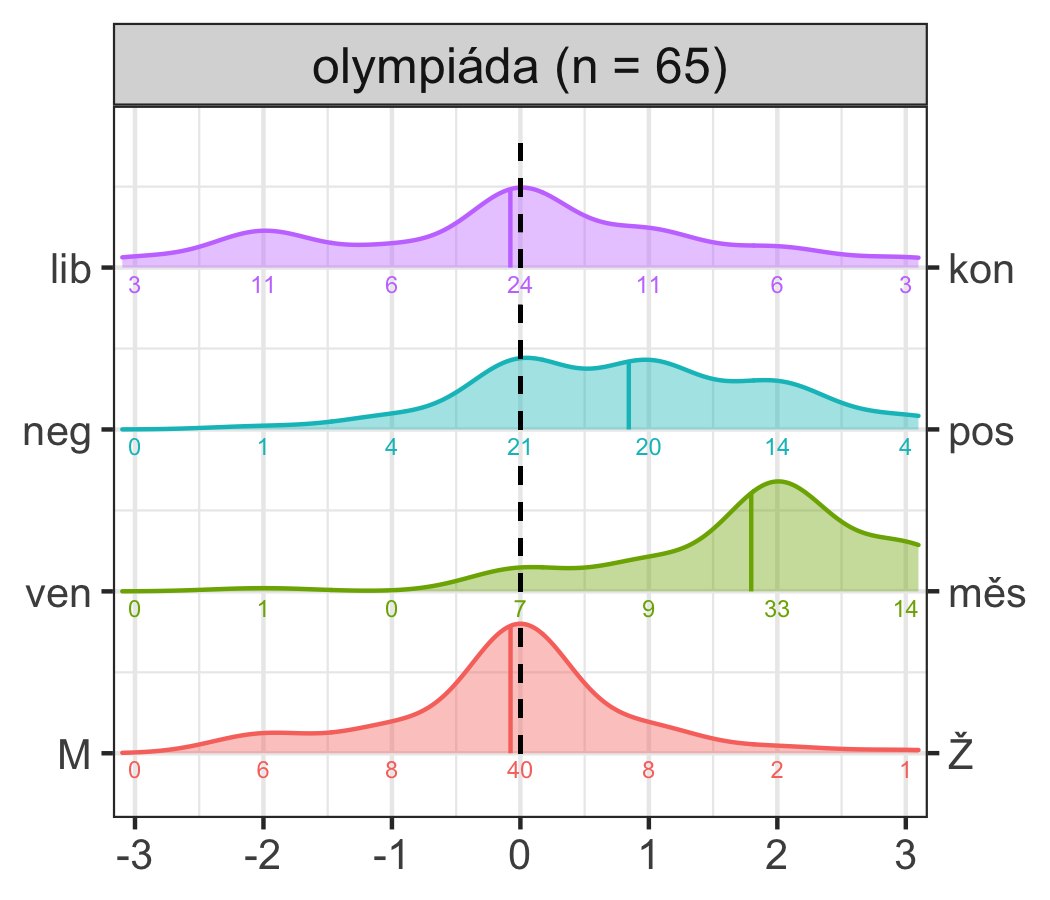 olympiáda (n = 65)
lib kon
3 11 6 24 11 6 3
neg pos
0 1 4 21 20 14 4
ven měs
0 1 0 7 9 33 14
M Ž
0 6 8 40 8 2 1
-3 -2 -1 0 1 2 3